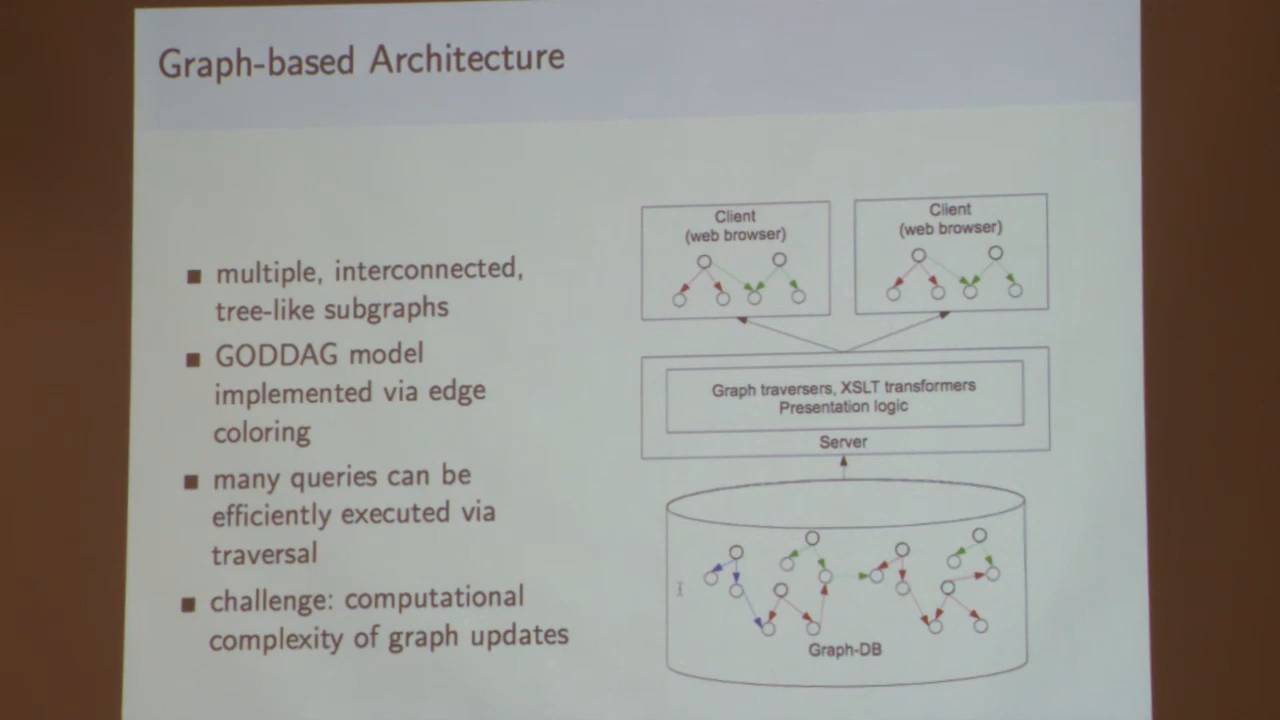 Graph-based Architecture
multiple, interconnected,
tree-like subgraphs
GODDAG model
implemented via edge
coloring
many queries can be
efficiently executed via
traversal
challenge: computational
complexity of graph updates
Client
(web browser)
Client
(web browser)
Graph traversers, XSLT transformers
Presentation logic
Server
Graph-DB